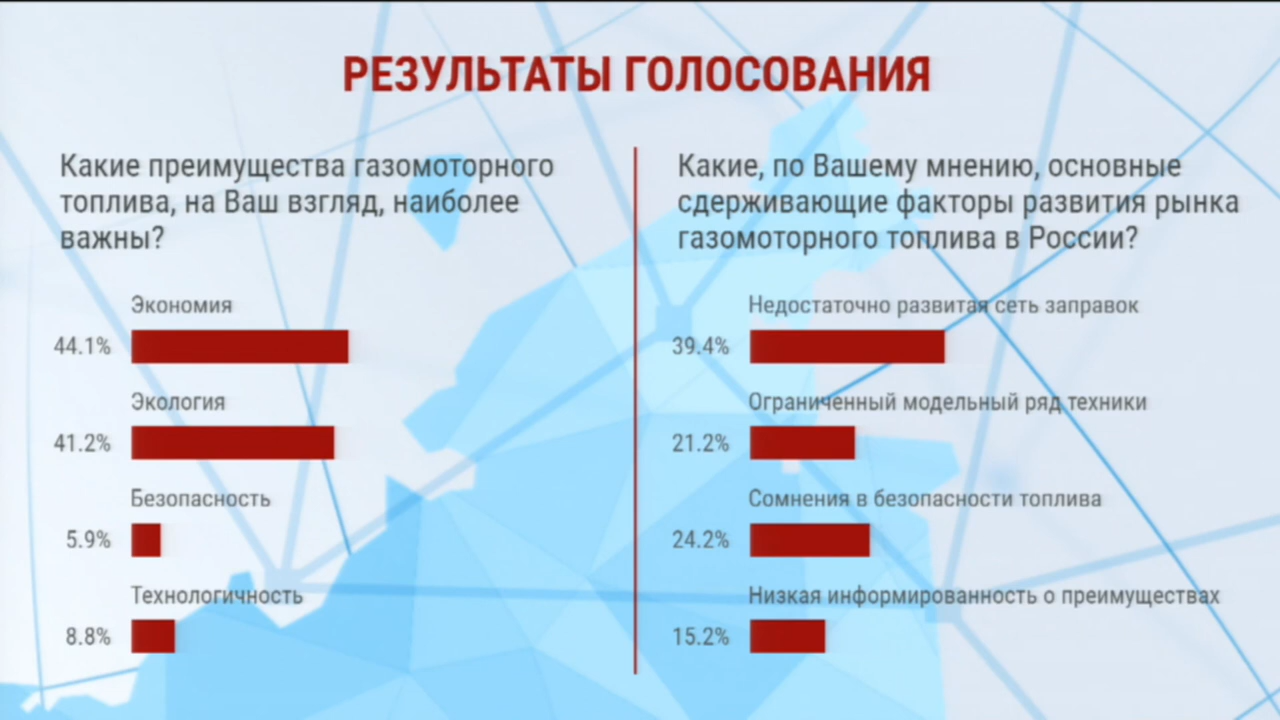 РЕЗУЛЬТАТЫ ГОЛОСОВАНИЯ
Какие преимущества газомоторного
топлива, на Ваш взгляд, наиболее
важны?
Экономия
44.1%
Экология
41.2%
Безопасность
5.9%
Технологичность
8.8%
Какие, по Вашему мнению, основные
сдерживающие факторы развития рынка
газомоторного топлива в России?
Недостаточно развитая сеть заправок
39.4%
Ограниченный модельный ряд техники
21.2%
Сомнения в безопасности топлива
24.2%
Низкая информированность о преимуществах
15.2%